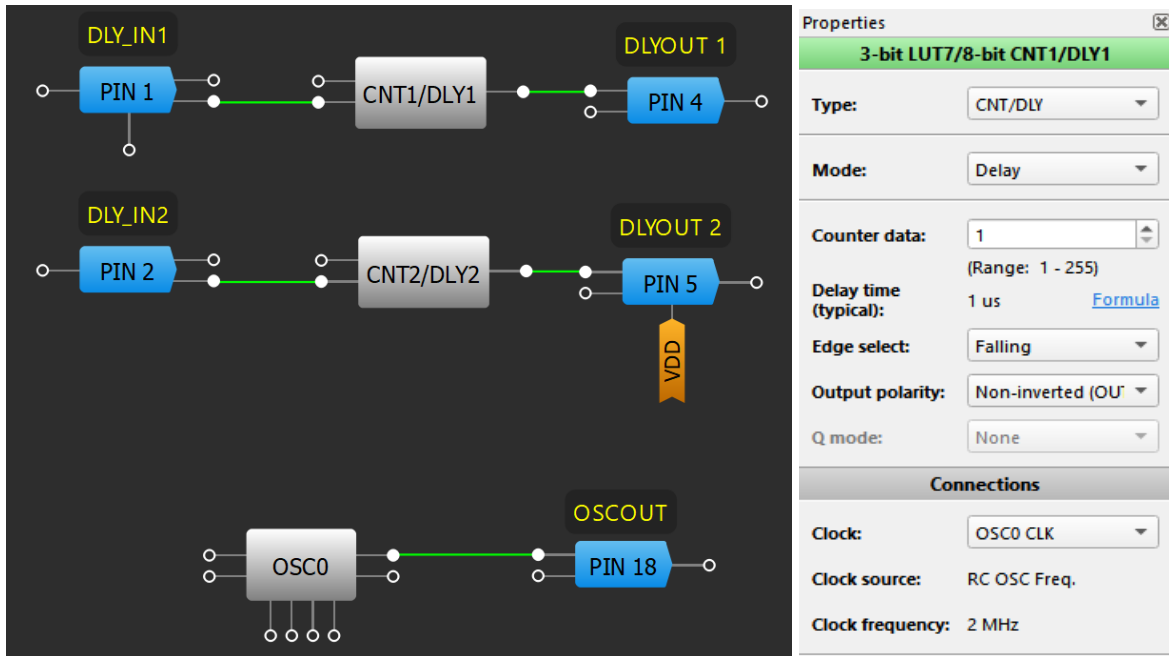 DLY_IN1
PIN 1
CNT1/DLY1
DLYOUT 1
PIN 4
DLY_IN2
PIN 2
CNT2/DLY2
DLYOUT 2
PIN 5
VDD
OSC0
OSCOUT
PIN 18
Properties
3-bit LUT7/8-bit CNT1/DLY1
Type: CNT/DLY
Mode: Delay
Counter data: 1
(Range: 1 - 255)
Delay time
(typical): 1 us Formula
Edge select: Falling
Output polarity: Non-inverted (OU
Q mode: None
Connections
Clock: OSC0 CLK
Clock source: RC OSC Freq.
Clock frequency: 2 MHz